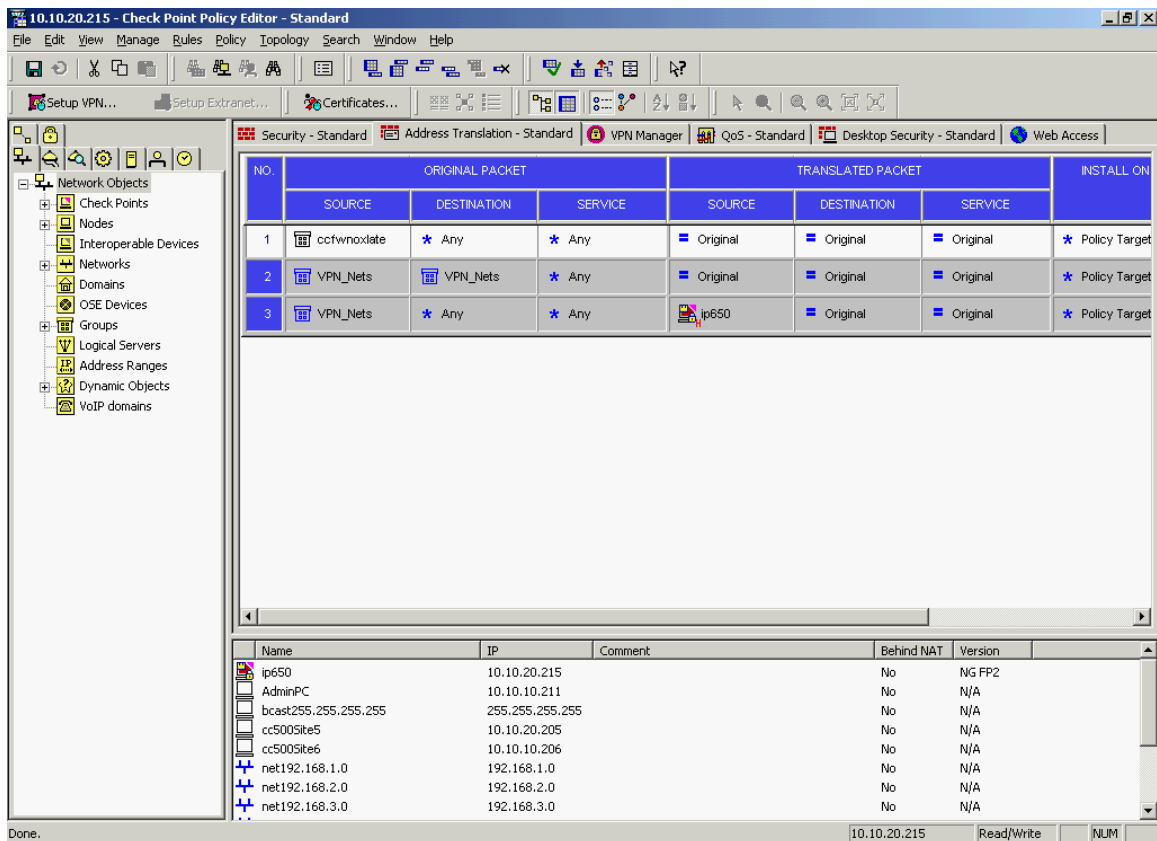 10.10.20.215 - Check Point Policy Editor - Standard
File Edit View Manage Rules Policy Topology Search Window Help
Setup VPN... Setup Extranet... Certificates...
Security - Standard Address Translation - Standard VPN Manager QoS - Standard Desktop Security - Standard Web Access
Network Objects
Check Points
Nodes
Interoperable Devices
Networks
Domains
OSE Devices
Groups
Logical Servers
Address Ranges
Dynamic Objects
VoIP domains
NO. ORIGINAL PACKET TRANSLATED PACKET INSTALL ON
SOURCE DESTINATION SERVICE SOURCE DESTINATION SERVICE
1 ccfwnoxlate * Any * Any = Original = Original = Original * Policy Target
2 VPN_Nets VPN_Nets * Any = Original = Original = Original * Policy Target
3 VPN_Nets * Any * Any ip650 = Original = Original * Policy Target
Name IP Comment Behind NAT Version
ip650 10.10.20.215 No NG FP2
AdminPC 10.10.10.211 No N/A
bcast255.255.255.255 255.255.255.255 No N/A
cc500Site5 10.10.20.205 No N/A
cc500Site6 10.10.10.206 No N/A
net192.168.1.0 192.168.1.0 No N/A
net192.168.2.0 192.168.2.0 No N/A
net192.168.3.0 192.168.3.0 No N/A
Done. 10.10.20.215 Read/Write NUM